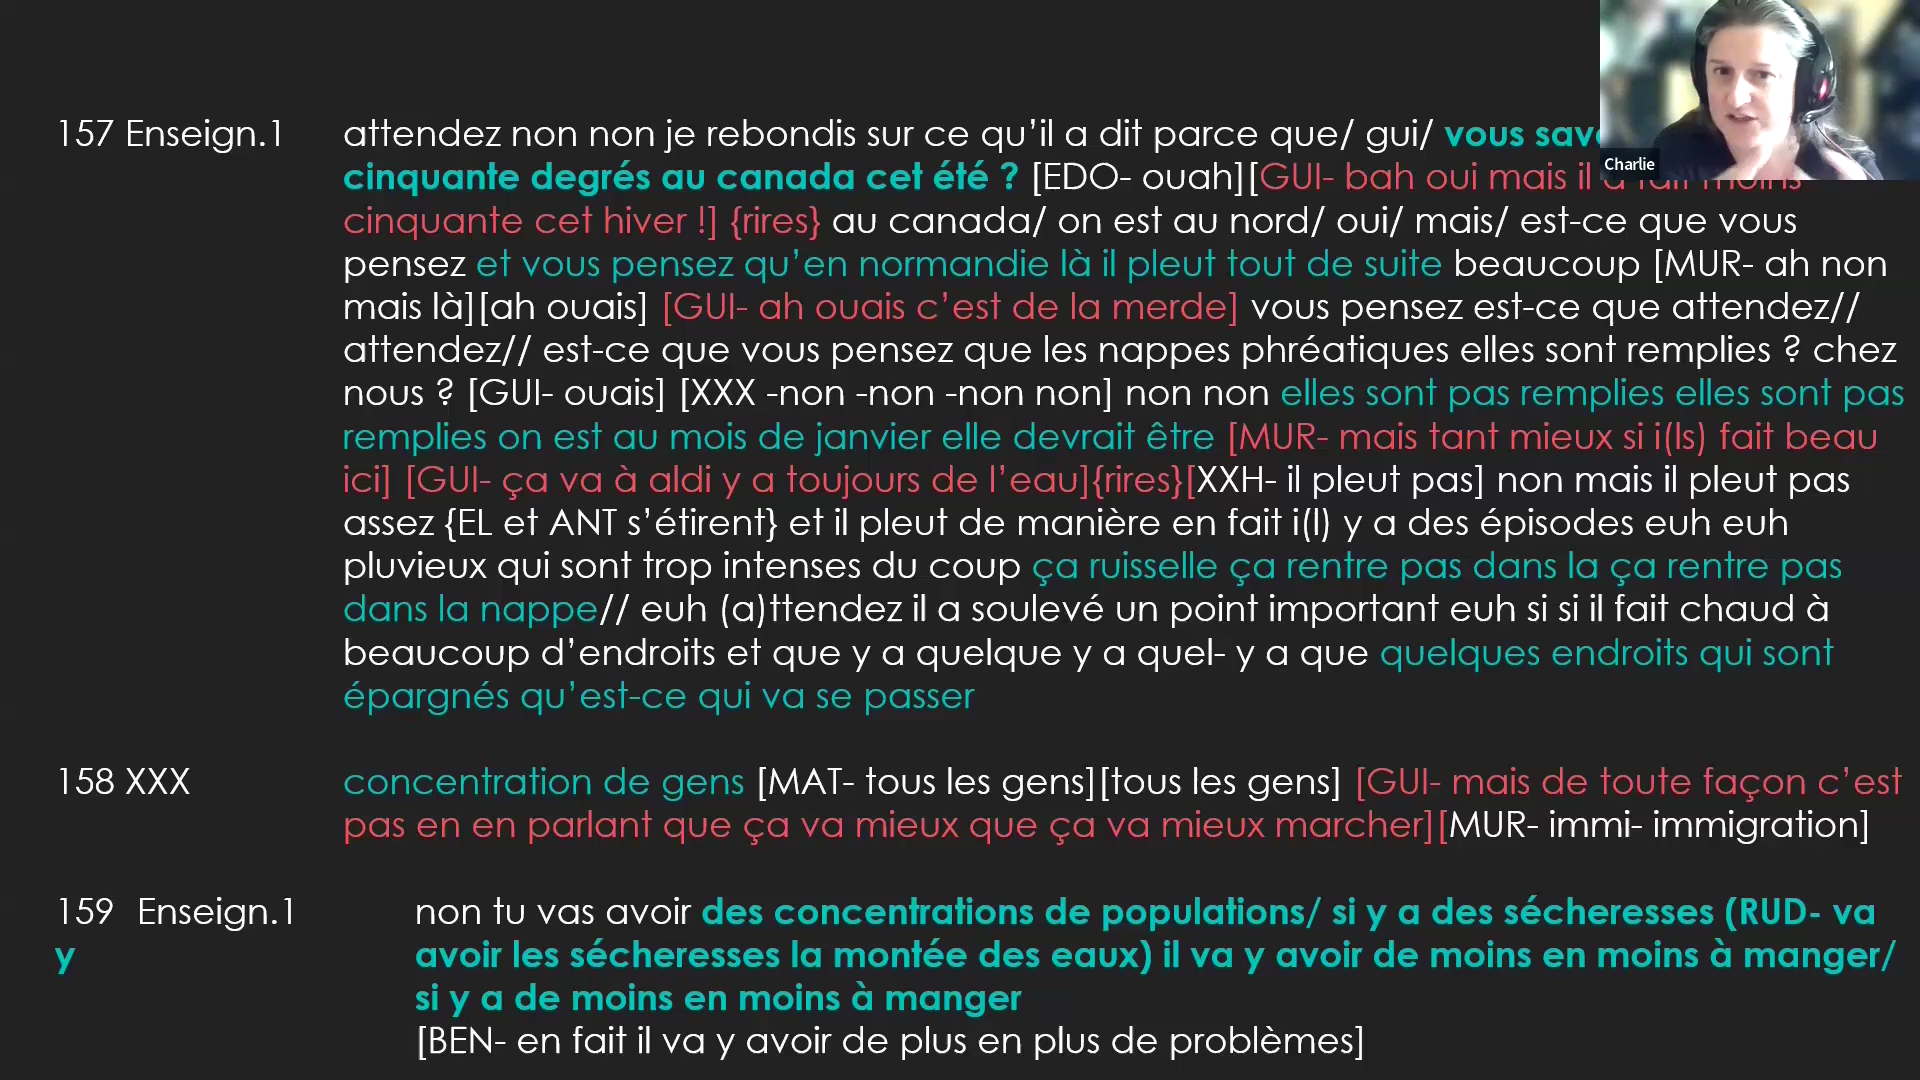 157 Enseign.1 attendez non non je rebondis sur ce qu’il a dit parce que/ gui/ vous
cinquante degrés au canada cet été ? [EDO- ouah][GUI- bah oui mais il a fait moins
cinquante cet hiver !] {rires} au canada/ on est au nord/ oui/ mais/ est-ce que vous
pensez et vous pensez qu’en normandie là il pleut tout de suite beaucoup [MUR- ah non
mais là][ah ouais] [GUI- ah ouais c’est de la merde] vous pensez est-ce que attendez//
attendez// est-ce que vous pensez que les nappes phréatiques elles sont remplies ? chez
nous ? [GUI- ouais] [XXX -non -non -non non] non non elles sont pas remplies elles sont pas
remplies on est au mois de janvier elle devrait être [MUR- mais tant mieux si i(ls) fait beau
ici] [GUI- ça va à aldi y a toujours de l’eau]{rires}[XXH- il pleut pas] non mais il pleut pas
assez {EL et ANT s’étirent} et il pleut de manière en fait i(l) y a des épisodes euh euh
pluvieux qui sont trop intenses du coup ça ruisselle ça rentre pas dans la ça rentre pas
dans la nappe// euh (a)ttendez il a soulevé un point important euh si si il fait chaud à
beaucoup d’endroits et que y a quelque y a quel- y a que quelques endroits qui sont
épargnés qu’est-ce qui va se passer
158 XXX concentration de gens [MAT- tous les gens][tous les gens] [GUI- mais de toute façon c’est
pas en en parlant que ça va mieux que ça va mieux marcher][MUR- immi- immigration]
159 Enseign.1 non tu vas avoir des concentrations de populations/ si y a des sécheresses (RUD- va
y avoir les sécheresses la montée des eaux) il va y avoir de moins en moins à manger/
si y a de moins en moins à manger
[BEN- en fait il va y avoir de plus en plus de problèmes]
Charlie